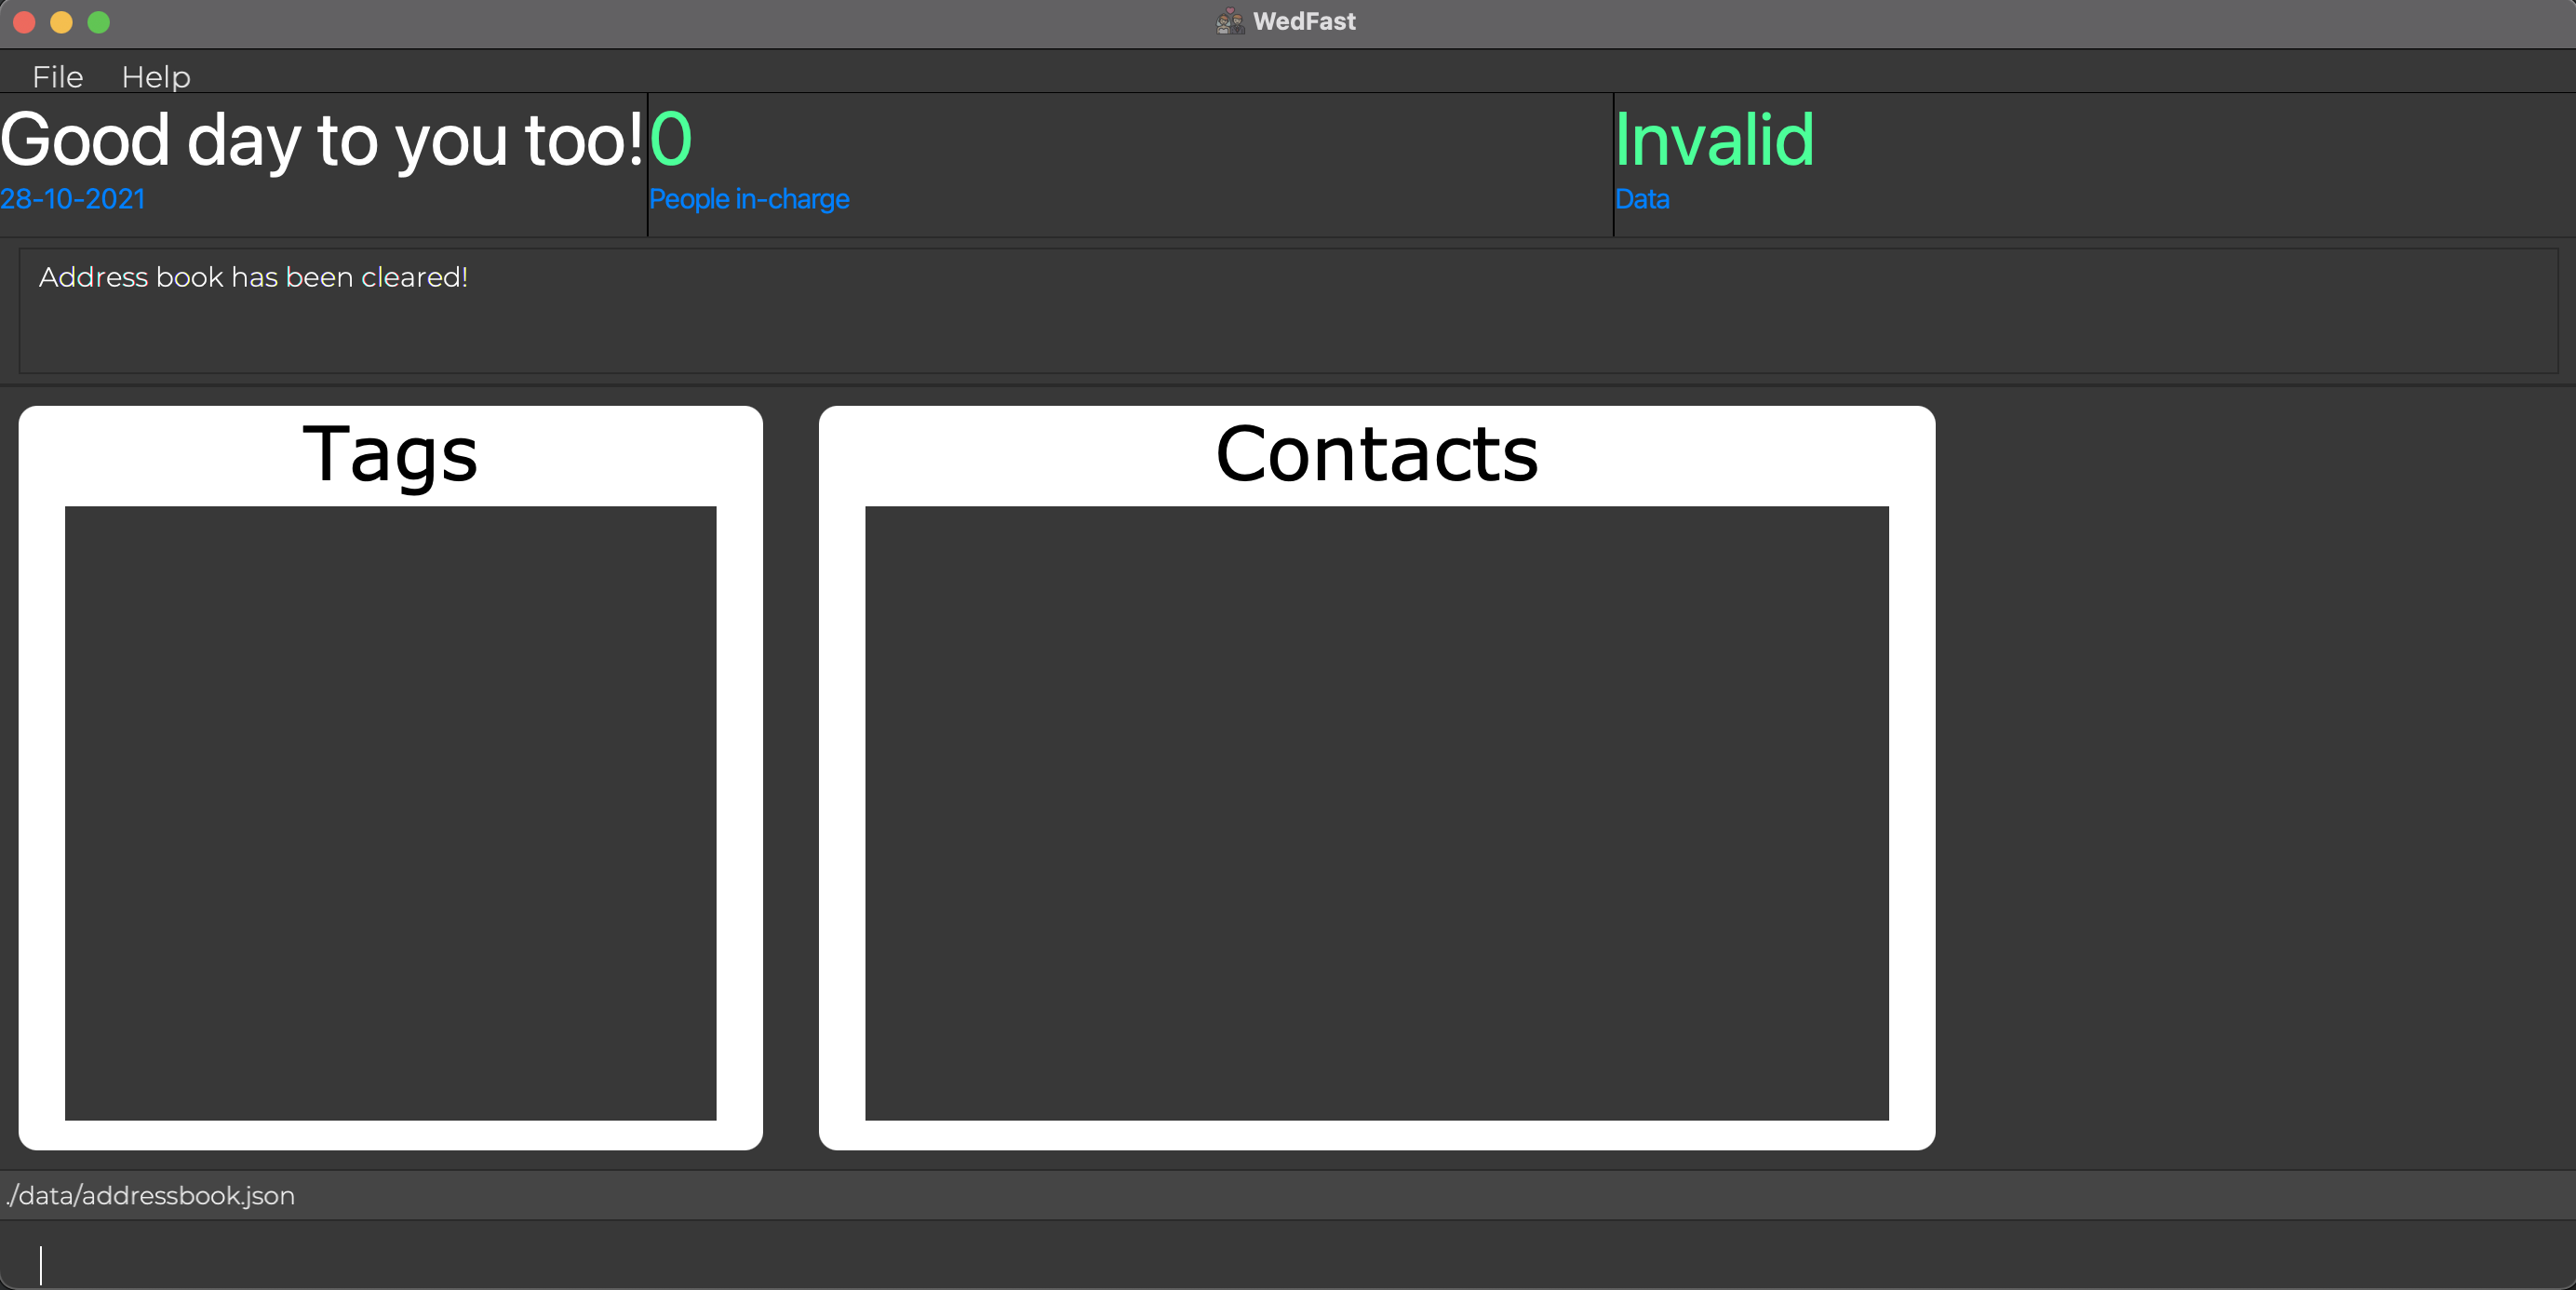 WedFast
File Help
Good day to you too!
28-10-2021
0
People in-charge
Invalid
Data
Address book has been cleared!
Tags
Contacts
./data/addressbook.json